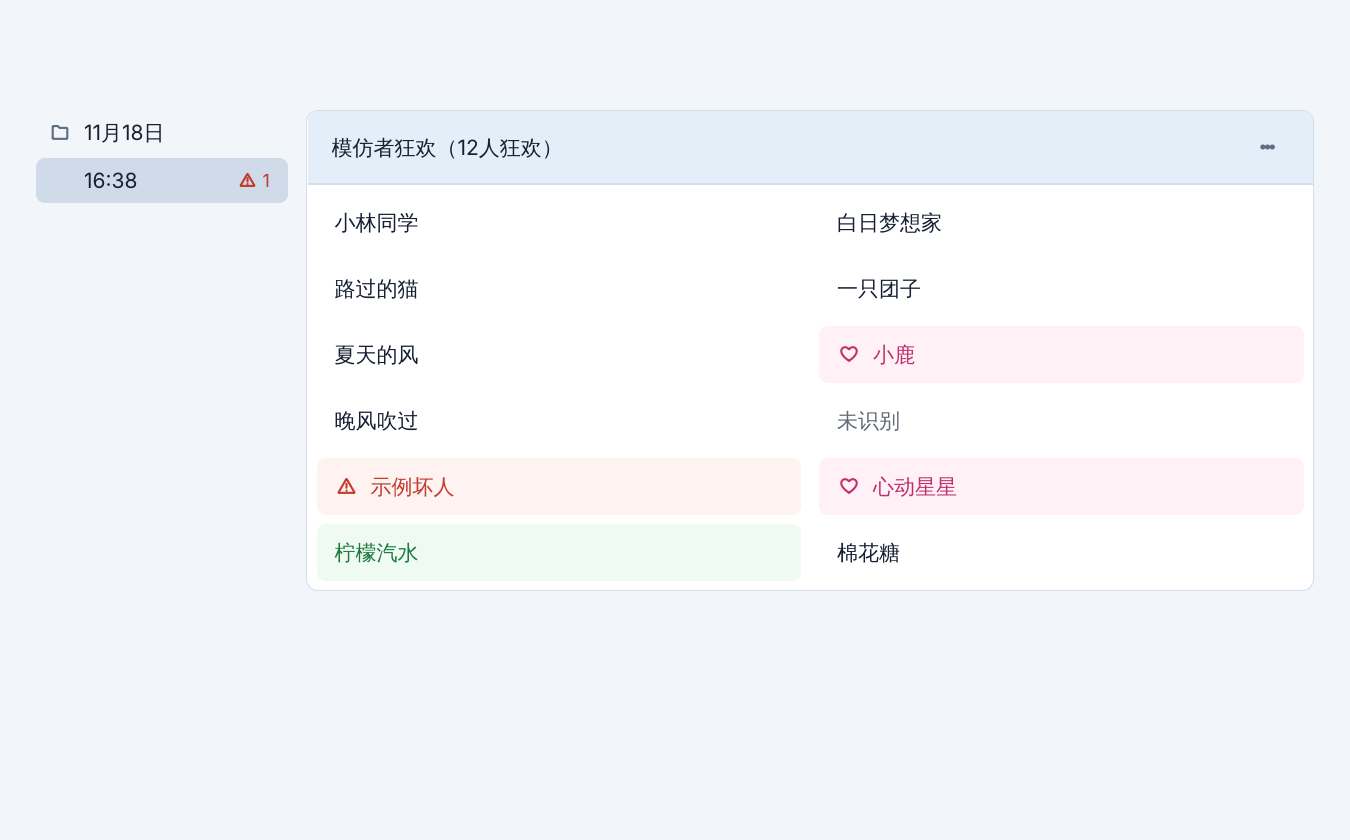 11月18日
16:38
1
模仿者狂欢（12人狂欢）
小林同学
白日梦想家
路过的猫
一只团子
夏天的风
小鹿
晚风吹过
未识别
示例坏人
心动星星
柠檬汽水
棉花糖